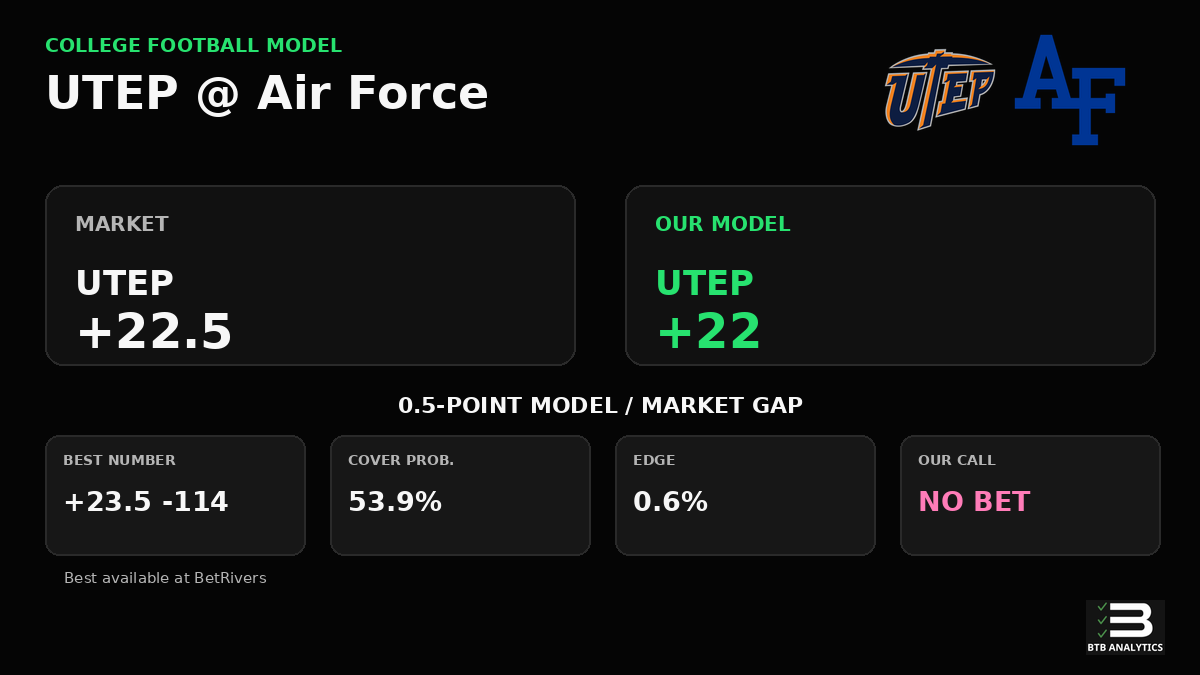 COLLEGE FOOTBALL MODEL
UTEP @ Air Force
UTEP
AF
MARKET
UTEP
+22.5
OUR MODEL
UTEP
+22
0.5-POINT MODEL / MARKET GAP
BEST NUMBER
+23.5 -114
COVER PROB.
53.9%
EDGE
0.6%
OUR CALL
NO BET
Best available at BetRivers
B
BTB ANALYTICS